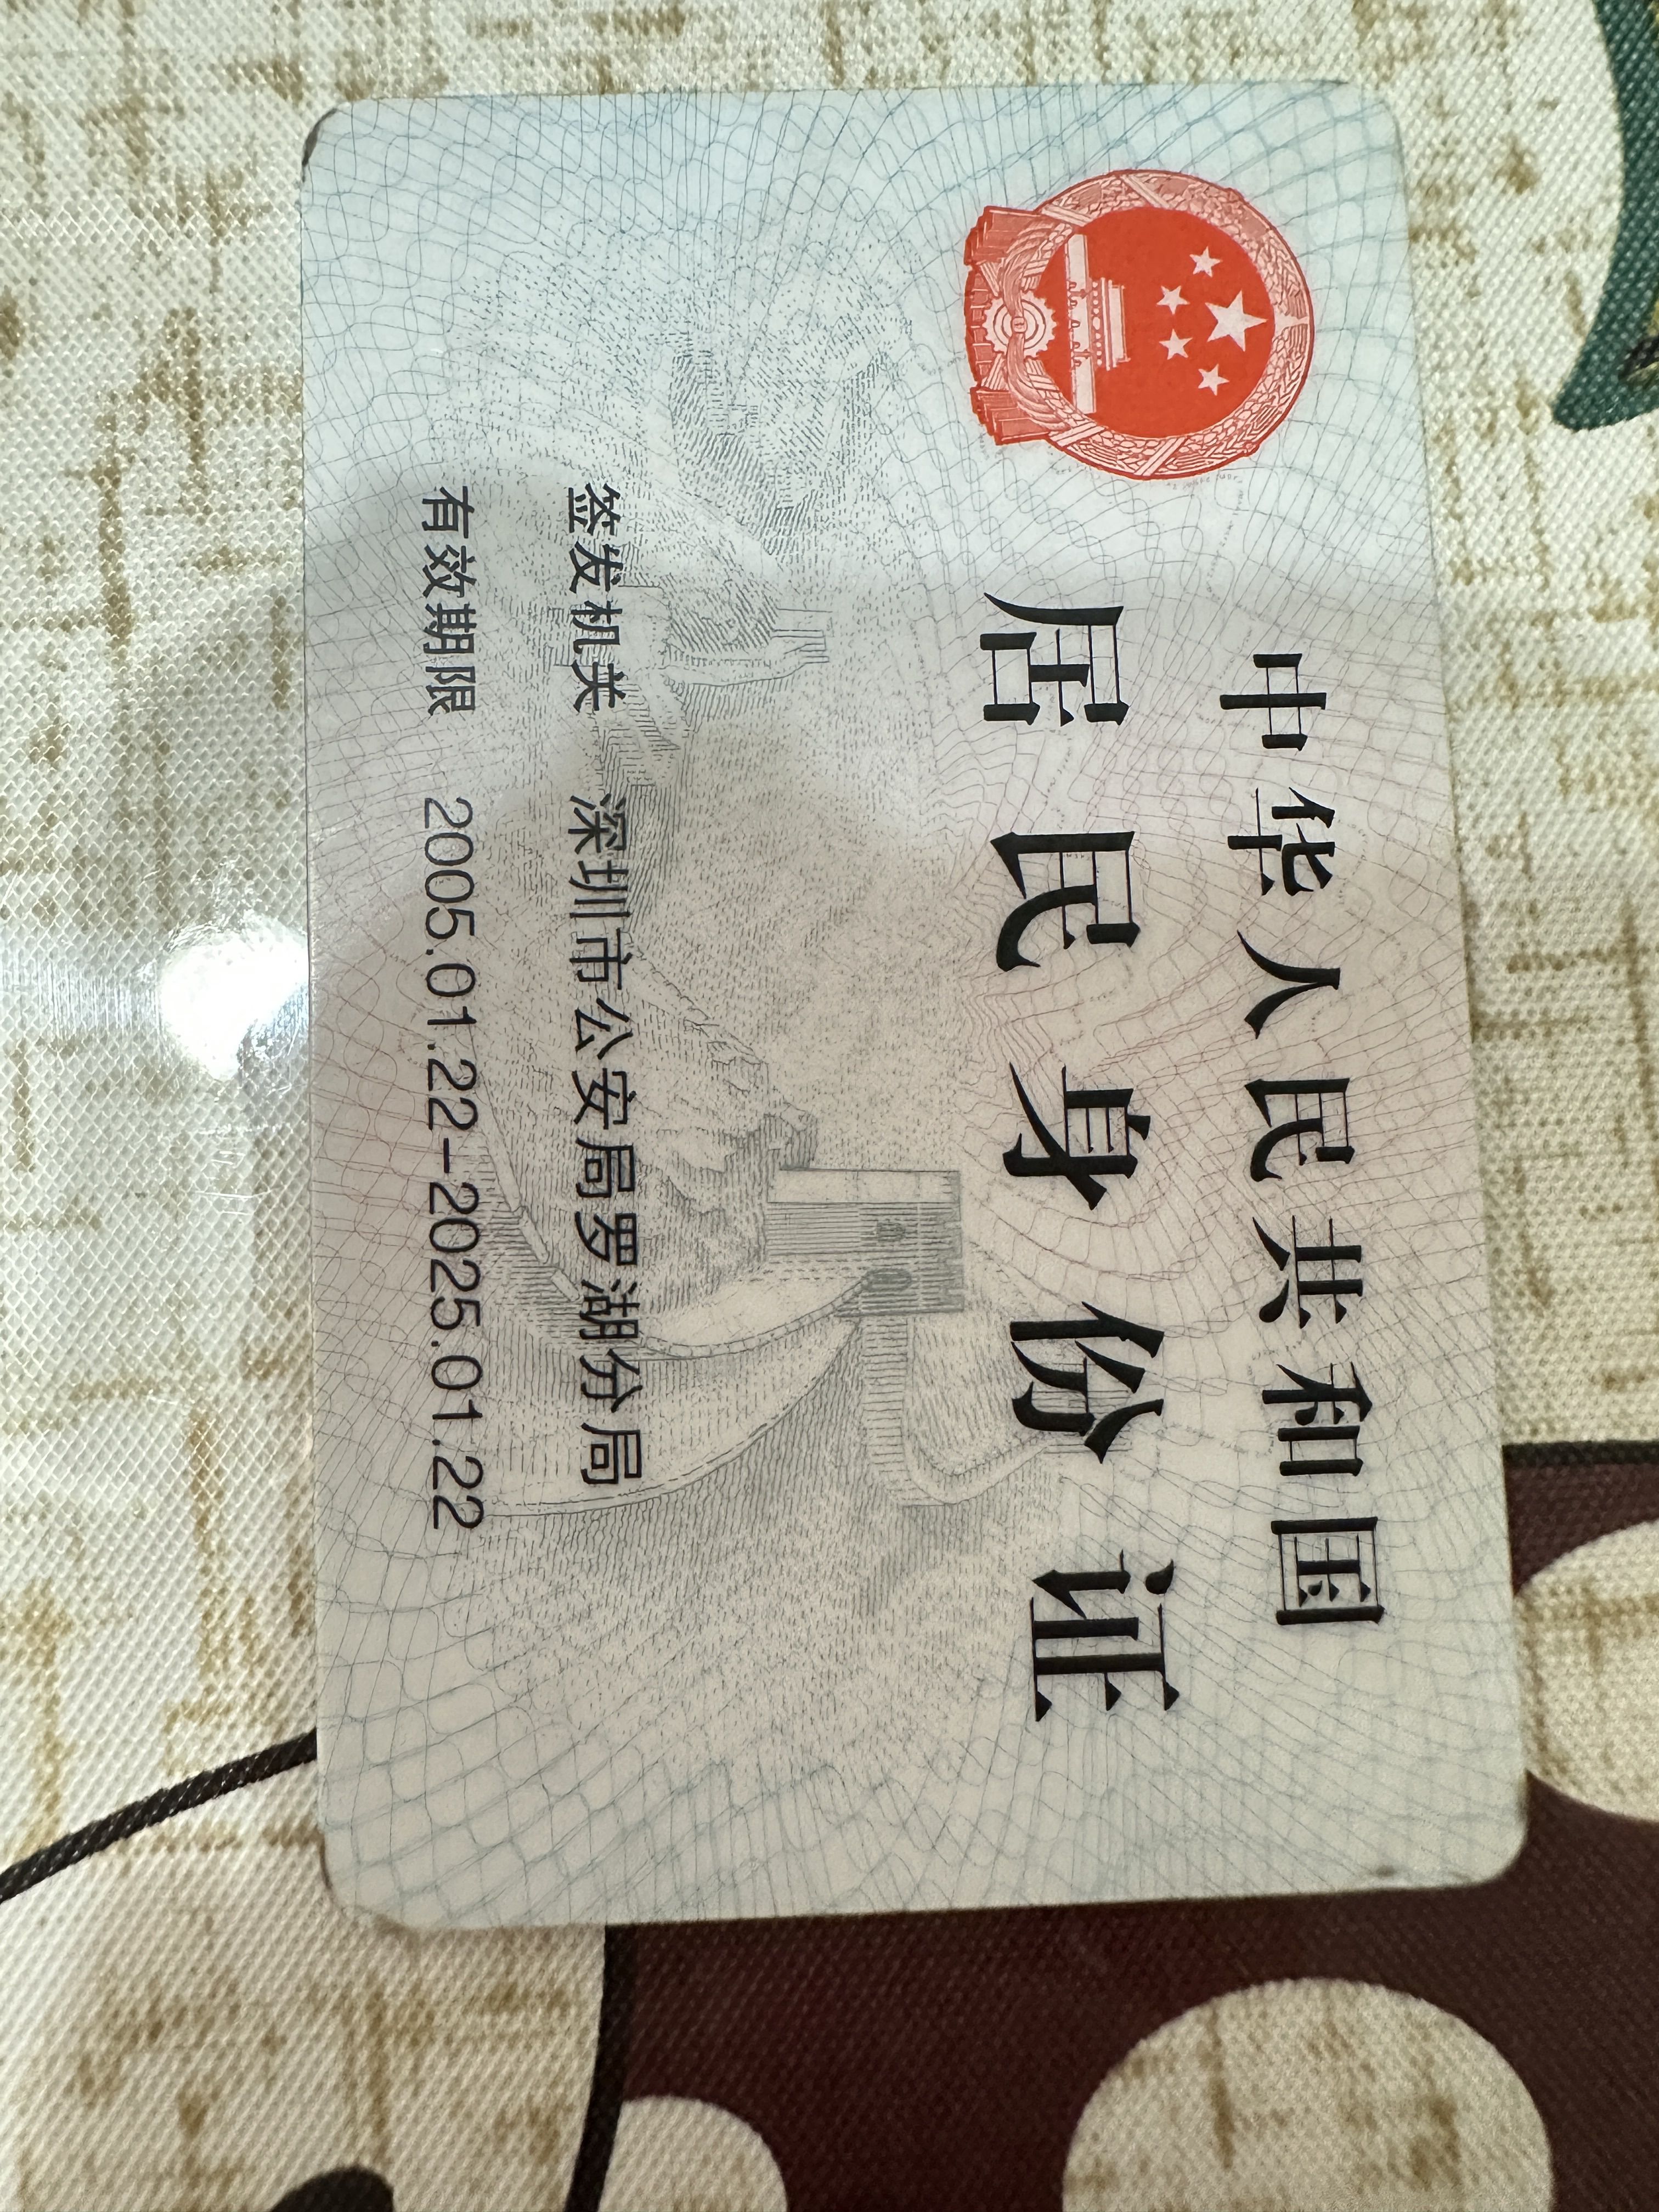 中华人民共和国
居民身份证
签发机关 深圳市公安局罗湖分局
有效期限 2005.01.22-2025.01.22